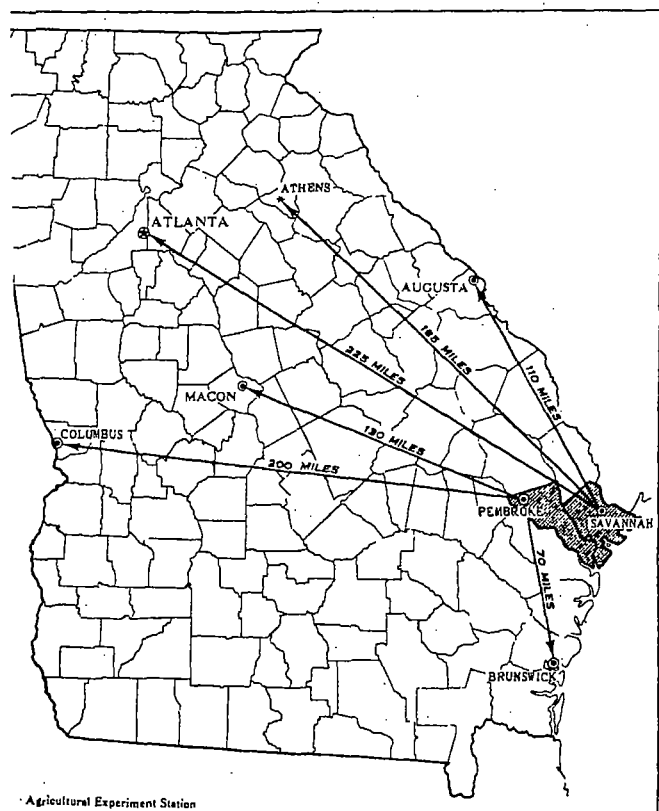 ATHENS
ATLANTA
AUGUSTA
185 MILES
225 MILES
110 MILES
MACON
130 MILES
COLUMBUS
200 MILES
PEMBROKE
SAVANNAH
70 MILES
BRUNSWICK
Agricultural Experiment Station